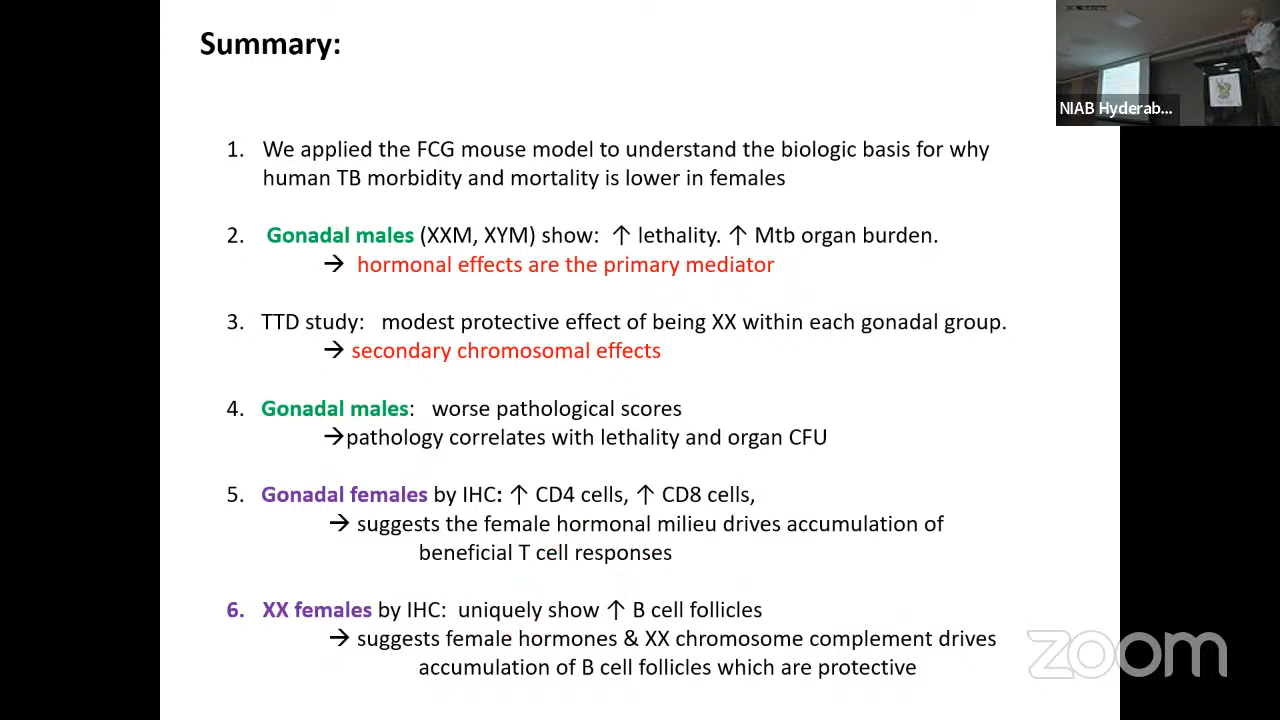 Summary:
NIAB Hyderab...
1. We applied the FCG mouse model to understand the biologic basis for why
human TB morbidity and mortality is lower in females
2. Gonadal males (XXM, XYM) show: ↑ lethality. ↑ Mtb organ burden.
→ hormonal effects are the primary mediator
3. TTD study: modest protective effect of being XX within each gonadal group.
→ secondary chromosomal effects
4. Gonadal males: worse pathological scores
→pathology correlates with lethality and organ CFU
5. Gonadal females by IHC: ↑ CD4 cells, ↑ CD8 cells,
→ suggests the female hormonal milieu drives accumulation of
beneficial T cell responses
6. XX females by IHC: uniquely show ↑ B cell follicles
→ suggests female hormones & XX chromosome complement drives
accumulation of B cell follicles which are protective
zoom